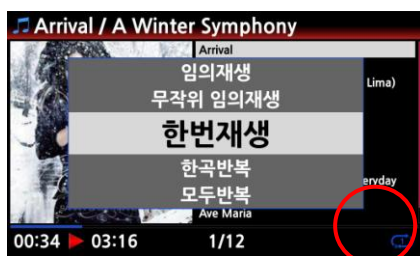 Arrival / A Winter Symphony
Arrival
임의재생
Lima)
무작위 임의재생
한번재생
한곡반복
eryday
모두반복
Ave Maria
00:34 03:16 1/12